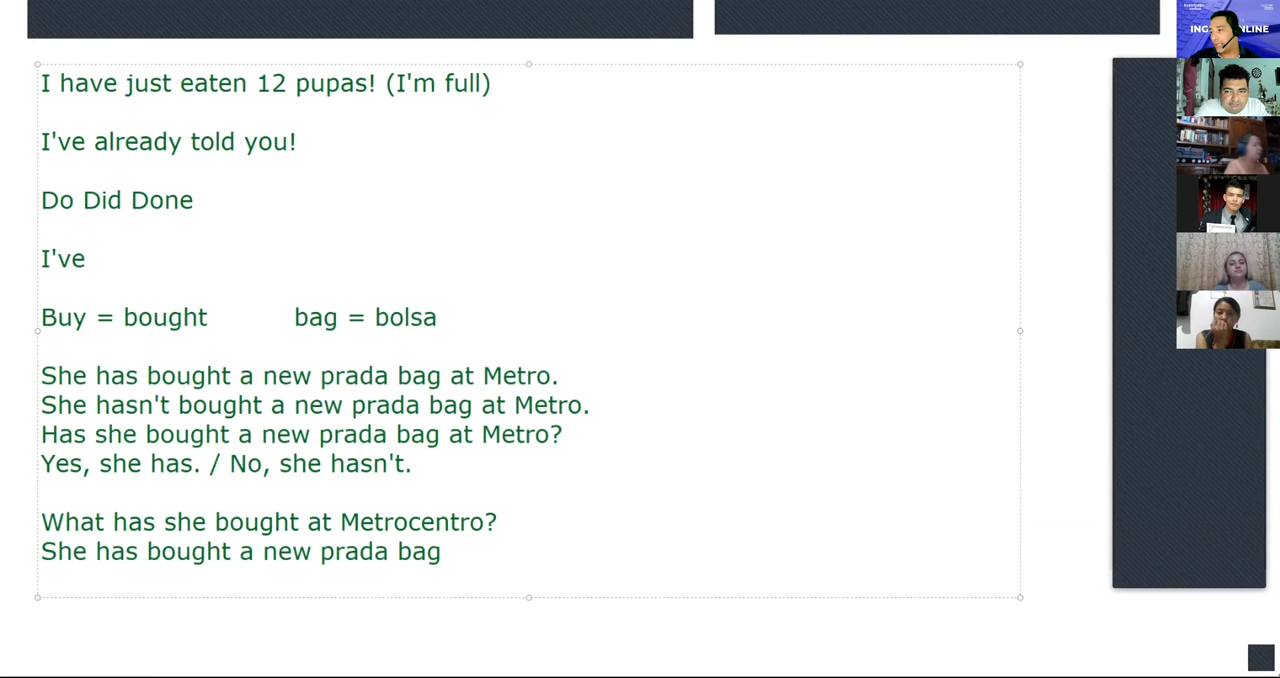 I have just eaten 12 pupas! (I'm full)
I've already told you!
Do Did Done
I've
Buy = bought bag = bolsa
She has bought a new prada bag at Metro.
She hasn't bought a new prada bag at Metro.
Has she bought a new prada bag at Metro?
Yes, she has. / No, she hasn't.
What has she bought at Metrocentro?
She has bought a new prada bag